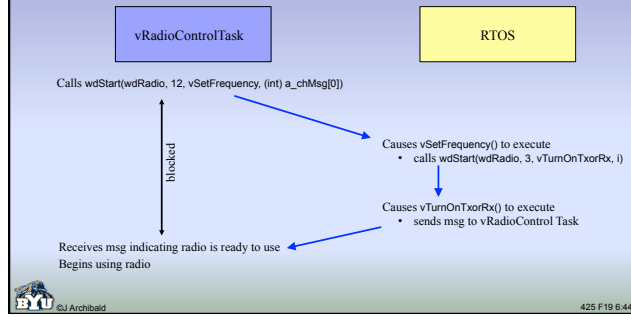 vRadioControlTask
RTOS
Calls wdStart(wdRadio, 12, vSetFrequency, (int) a_chMsg[0])
blocked
Causes vSetFrequency() to execute
• calls wdStart(wdRadio, 3, vTurnOnTxorRx, i)
Causes vTurnOnTxorRx() to execute
• sends msg to vRadioControl Task
Receives msg indicating radio is ready to use
Begins using radio
BYU
©J Archibald
425 F19 6:44